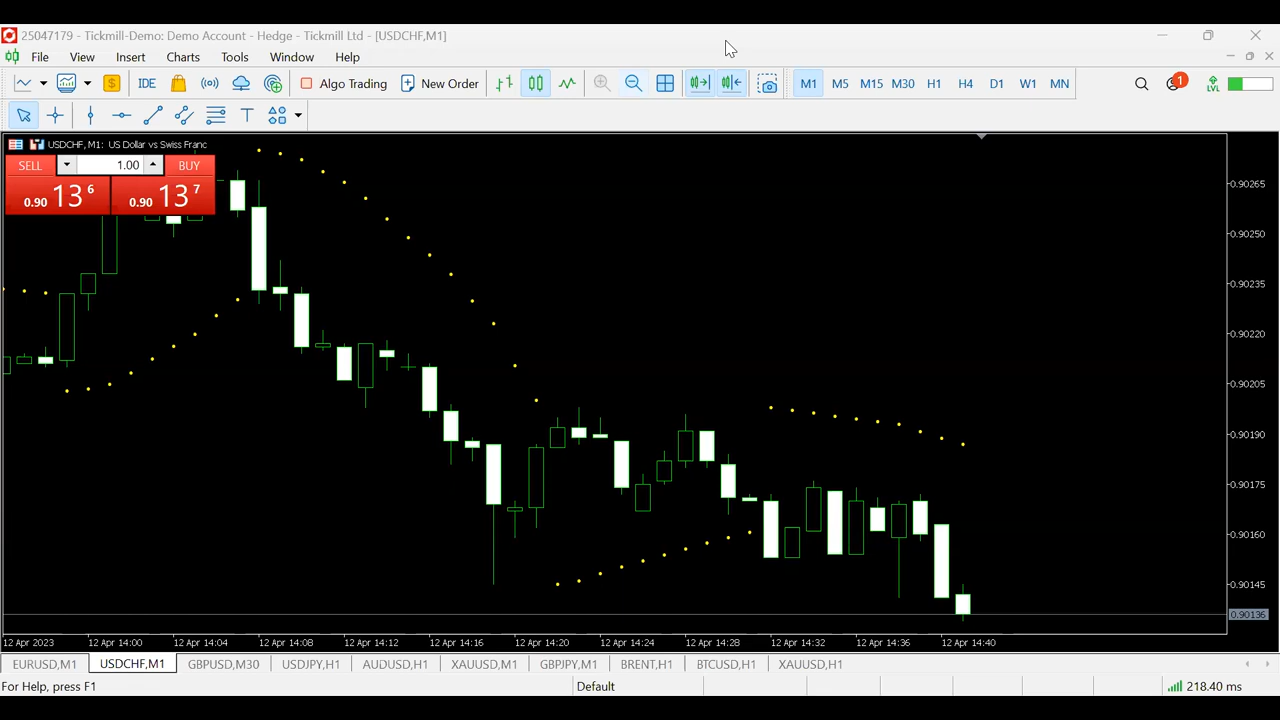 25047179 - Tickmill-Demo: Demo Account - Hedge - Tickmill Ltd - [USDCHF,M1]
File View Insert Charts Tools Window Help
IDE Algo Trading New Order M1 M5 M15 M30 H1 H4 D1 W1 MN 1 LVL
T
USDCHF, M1: US Dollar vs Swiss Franc
SELL 1.00 BUY
0.90 13 6 0.90 13 7
0.90265
0.90250
0.90235
0.90220
0.90205
0.90190
0.90175
0.90160
0.90145
0.90136
12 Apr 2023 12 Apr 14:00 12 Apr 14:04 12 Apr 14:08 12 Apr 14:12 12 Apr 14:16 12 Apr 14:20 12 Apr 14:24 12 Apr 14:28 12 Apr 14:32 12 Apr 14:36 12 Apr 14:40
EURUSD,M1 USDCHF,M1 GBPUSD,M30 USDJPY,H1 AUDUSD,H1 XAUUSD,M1 GBPJPY,M1 BRENT,H1 BTCUSD,H1 XAUUSD,H1
For Help, press F1 Default 218.40 ms